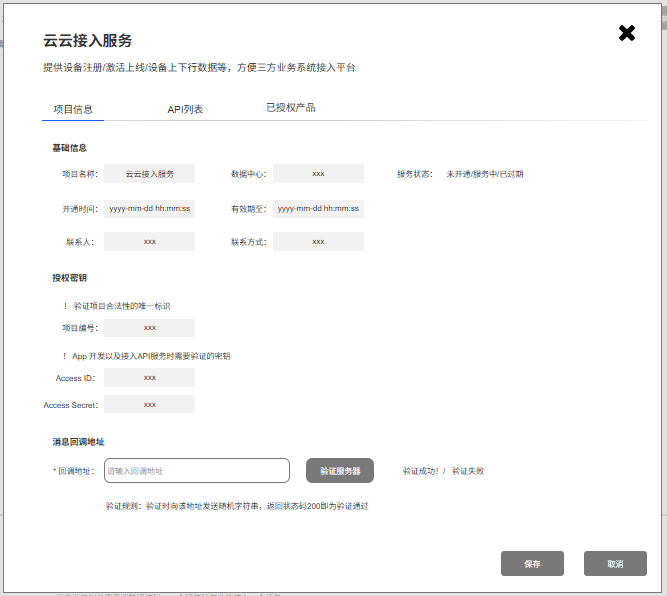 云云接入服务
提供设备注册/激活上线/设备上下行数据等，方便三方业务系统接入平台
项目信息 API列表 已授权产品
基础信息
项目名称： 云云接入服务 数据中心： xxx 服务状态： 未开通/服务中/已过期
开通时间： yyyy-mm-dd hh:mm:ss 有效期至： yyyy-mm-dd hh:mm:ss
联系人： xxx 联系方式： xxx
授权密钥
！ 验证项目合法性的唯一标识
项目编号： xxx
！ App 开发以及接入API服务时需要验证的密钥
Access ID： xxx
Access Secret： xxx
消息回调地址
* 回调地址： 请输入回调地址 验证服务器 验证成功！/ 验证失败
验证规则：验证时向该地址发送随机字符串，返回状态码200即为验证通过
保存 取消